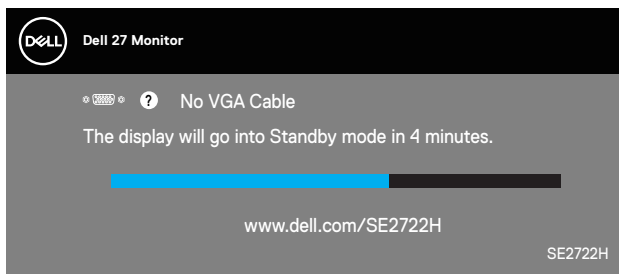 DELL
Dell 27 Monitor
? No VGA Cable
The display will go into Standby mode in 4 minutes.
www.dell.com/SE2722H
SE2722H